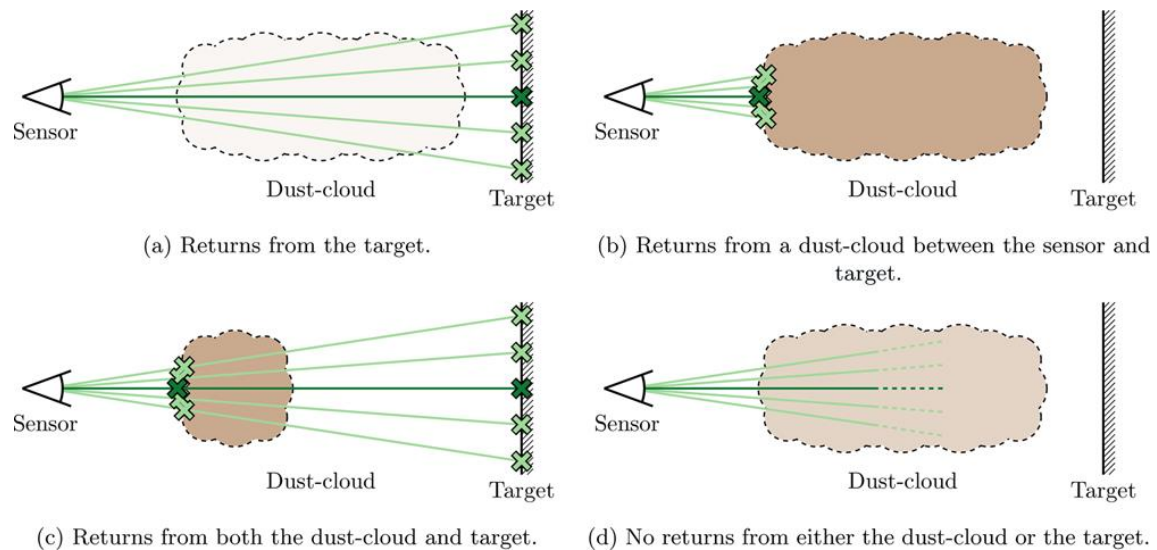 Sensor
Dust-cloud
Target
(a) Returns from the target.
Sensor
Dust-cloud
Target
(b) Returns from a dust-cloud between the sensor and
target.
Sensor
Dust-cloud
Target
(c) Returns from both the dust-cloud and target.
Sensor
Dust-cloud
Target
(d) No returns from either the dust-cloud or the target.